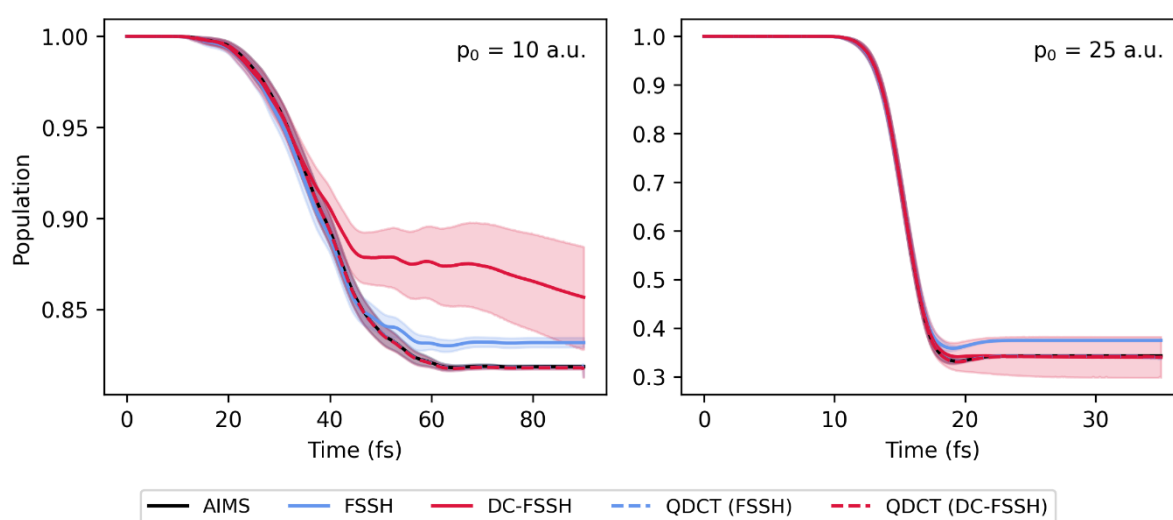 p₀ = 10 a.u.
1.00
0.95
0.90
0.85
Population
0 20 40 60 80
Time (fs)
p₀ = 25 a.u.
1.0
0.9
0.8
0.7
0.6
0.5
0.4
0.3
0 10 20 30
Time (fs)
AIMS FSSH DC-FSSH QDCT (FSSH) QDCT (DC-FSSH)